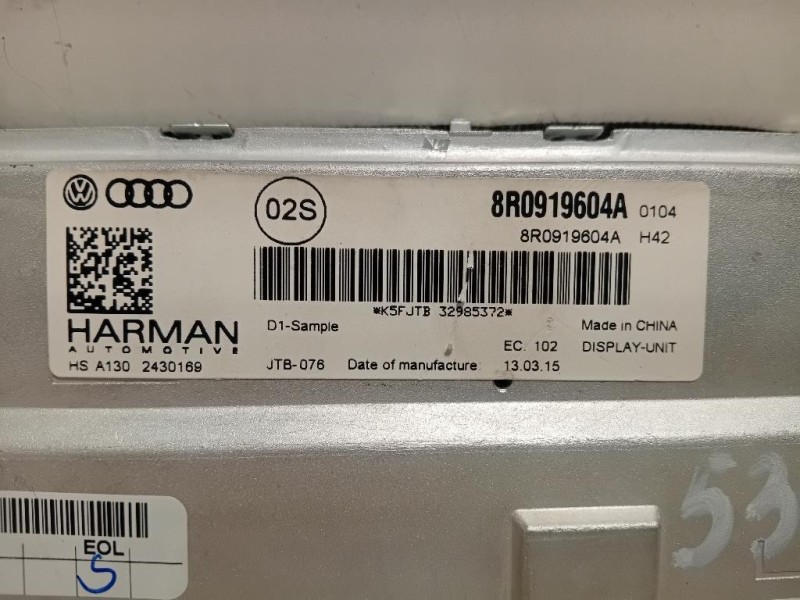 02S
8R0919604A 0104
8R0919604A H42
*K5FJTB 32985372*
HARMAN
AUTOMOTIVE
D1-Sample
Made in CHINA
EC. 102 DISPLAY-UNIT
HS A130 2430169
JTB-076 Date of manufacture: 13.03.15
EOL
S
53